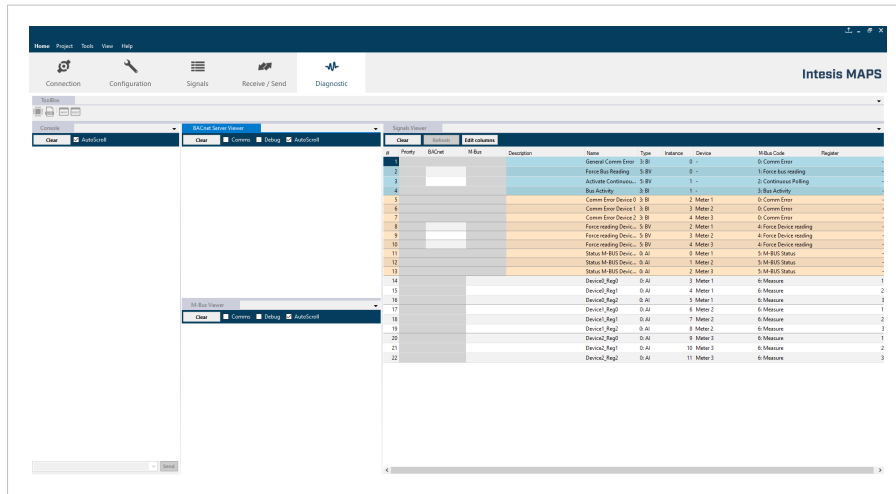 Home Project Tools View Help
Connection Configuration Signals Receive / Send Diagnostic
Intesis MAPS
ToolBox
Console
Clear AutoScroll
Send
BACnet Server Viewer
Clear Comms Debug AutoScroll
M-Bus Viewer
Clear Comms Debug AutoScroll
Signals Viewer
Clear Refresh Edit columns
# Priority BACnet M-Bus Description Name Type Instance Device M-Bus Code Register
1 General Comm Error 3: BI 0 - 0: Comm Error -
2 Force Bus Reading 5: BV 0 - 1: Force bus reading -
3 Activate Continuou... 5: BV 1 - 2: Continuous Polling -
4 Bus Activity 3: BI 1 - 3: Bus Activity -
5 Comm Error Device 0 3: BI 2 Meter 1 0: Comm Error -
6 Comm Error Device 1 3: BI 3 Meter 2 0: Comm Error -
7 Comm Error Device 2 3: BI 4 Meter 3 0: Comm Error -
8 Force reading Devic... 5: BV 2 Meter 1 4: Force Device reading -
9 Force reading Devic... 5: BV 3 Meter 2 4: Force Device reading -
10 Force reading Devic... 5: BV 4 Meter 3 4: Force Device reading -
11 Status M-BUS Devic... 0: AI 0 Meter 1 5: M-BUS Status -
12 Status M-BUS Devic... 0: AI 1 Meter 2 5: M-BUS Status -
13 Status M-BUS Devic... 0: AI 2 Meter 3 5: M-BUS Status -
14 Device0_Reg0 0: AI 3 Meter 1 6: Measure 1
15 Device0_Reg1 0: AI 4 Meter 1 6: Measure 2
16 Device0_Reg2 0: AI 5 Meter 1 6: Measure 3
17 Device1_Reg0 0: AI 6 Meter 2 6: Measure 1
18 Device1_Reg1 0: AI 7 Meter 2 6: Measure 2
19 Device1_Reg2 0: AI 8 Meter 2 6: Measure 3
20 Device2_Reg0 0: AI 9 Meter 3 6: Measure 1
21 Device2_Reg1 0: AI 10 Meter 3 6: Measure 2
22 Device2_Reg2 0: AI 11 Meter 3 6: Measure 3